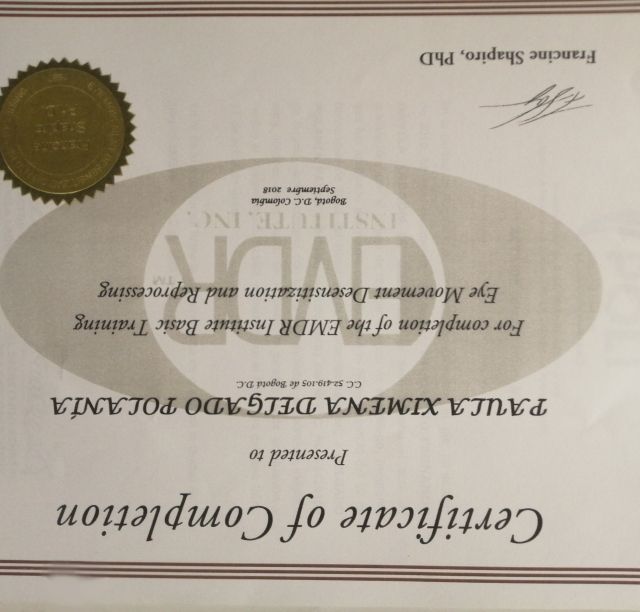 Certificate of Completion
Presented to
PAULA XIMENA DELGADO POLANÍA
C.C. 52.419.105 de Bogotá D.C.
For completion of the EMDR Institute Basic Training
Eye Movement Desensitization and Reprocessing
EMDR™
INSTITUTE, INC.
Bogotá, D.C. Colombia
Septiembre 2018
Francine Shapiro, PhD